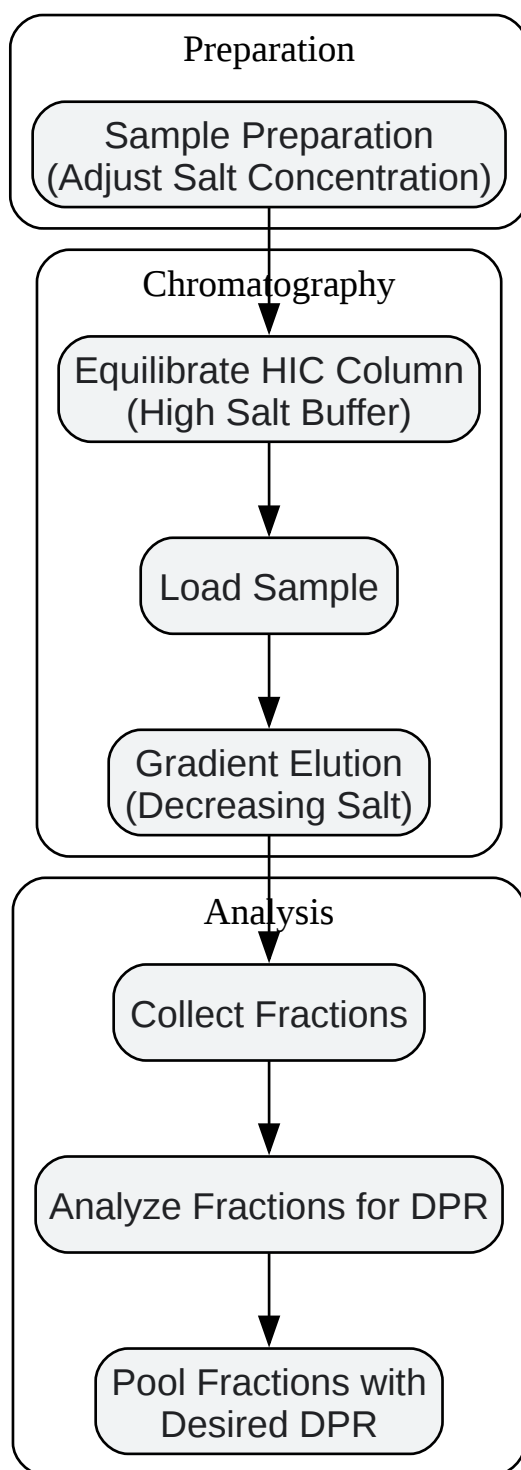 Preparation
Sample Preparation
(Adjust Salt Concentration)
Chromatography
Equilibrate HIC Column
(High Salt Buffer)
Load Sample
Gradient Elution
(Decreasing Salt)
Analysis
Collect Fractions
Analyze Fractions for DPR
Pool Fractions with
Desired DPR